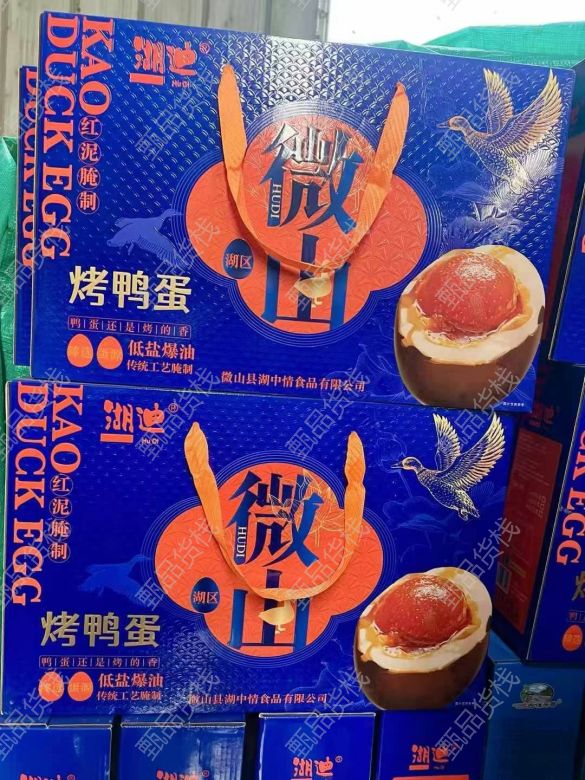 湖迪®
HU DI
KAO
DUCK EGG
红泥腌制
微山
HUDI
湖区
烤鸭蛋
鸭蛋还是烤的香
低盐爆油
传统工艺腌制
微山县湖中情食品有限公司
湖迪®
Hu Di
KAO
DUCK EGG
红泥腌制
微山
HUDI
湖区
烤鸭蛋
鸭蛋还是烤的香
低盐爆油
传统工艺腌制
微山县湖中情食品有限公司
湖迪
湖迪
甄品货栈